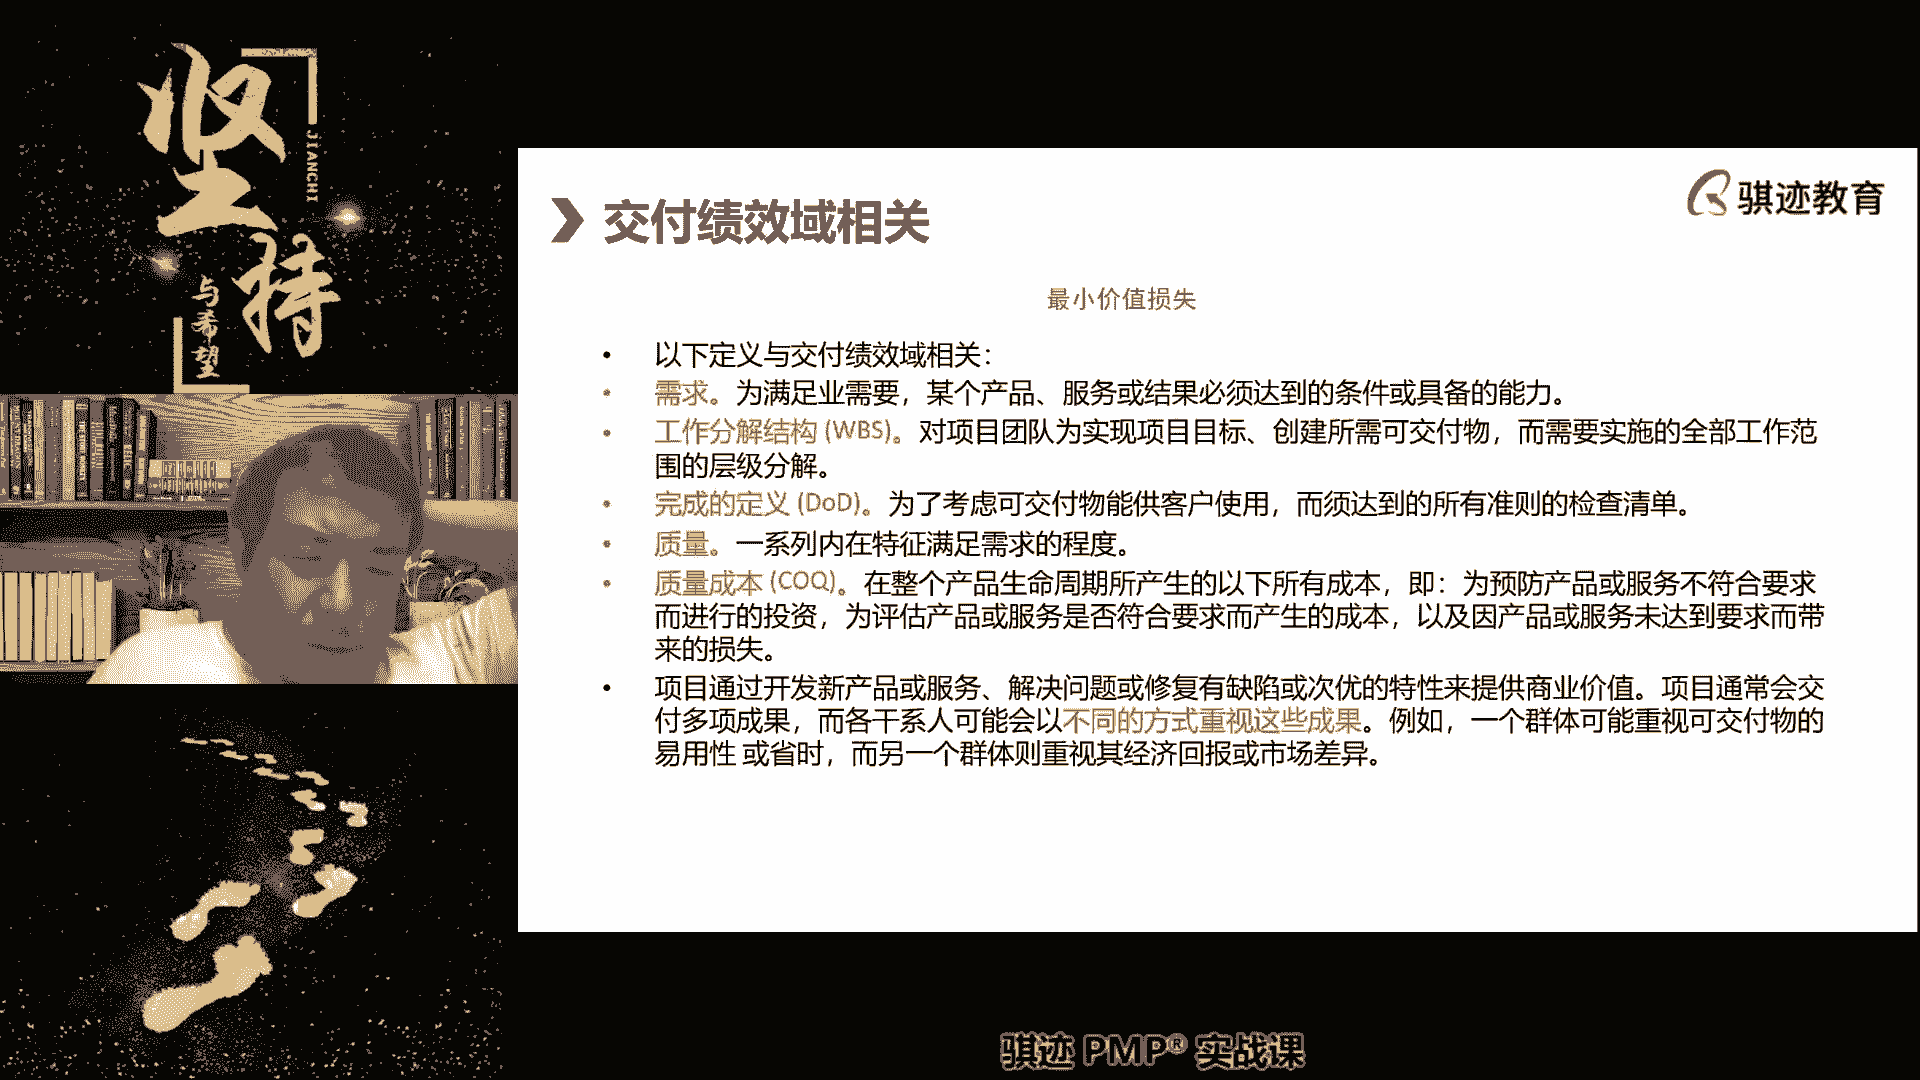 坚持
JIANCHI
与希望
骐迹教育
交付绩效域相关
最小价值损失
• 以下定义与交付绩效域相关：
• 需求。为满足业需要，某个产品、服务或结果必须达到的条件或具备的能力。
• 工作分解结构 (WBS)。对项目团队为实现项目目标、创建所需可交付物，而需要实施的全部工作范
围的层级分解。
• 完成的定义 (DoD)。为了考虑可交付物能供客户使用，而须达到的所有准则的检查清单。
• 质量。一系列内在特征满足需求的程度。
• 质量成本 (COQ)。在整个产品生命周期所产生的以下所有成本，即：为预防产品或服务不符合要求
而进行的投资，为评估产品或服务是否符合要求而产生的成本，以及因产品或服务未达到要求而带
来的损失。
• 项目通过开发新产品或服务、解决问题或修复有缺陷或次优的特性来提供商业价值。项目通常会交
付多项成果，而各干系人可能会以不同的方式重视这些成果。例如，一个群体可能重视可交付物的
易用性 或省时，而另一个群体则重视其经济回报或市场差异。
骐迹 PMP® 实战课